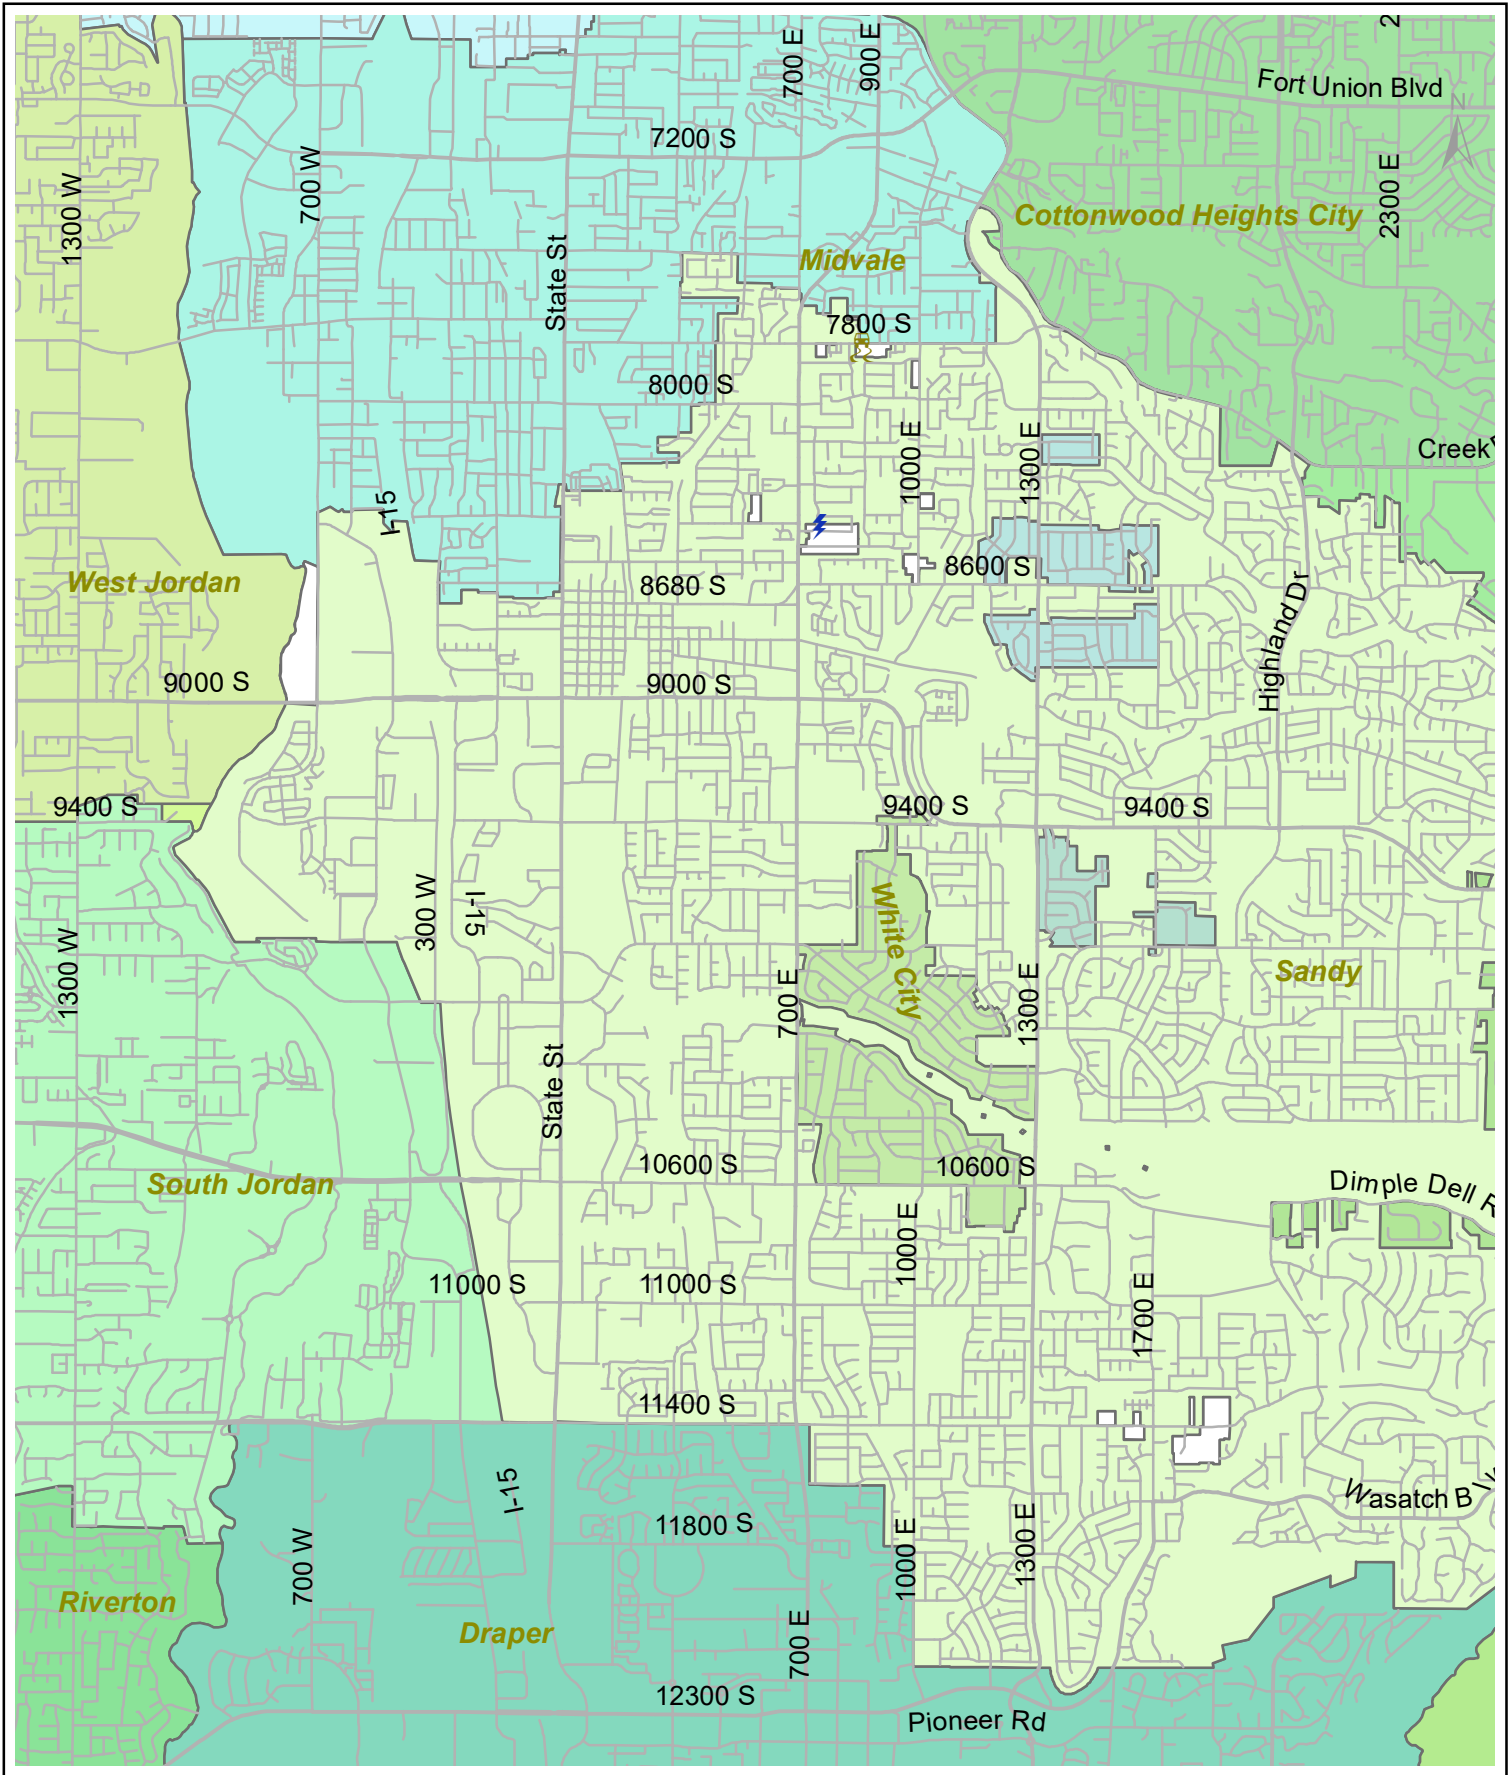 2
700 E
900 E
Fort Union Blvd
N
7200 S
1300 W
700 W
2300 E
Cottonwood Heights City
State St
Midvale
7800 S
8000 S
1000 E
1300 E
Creek
I-15
West Jordan
8680 S
8600 S
Highland Dr
9000 S
9000 S
9400 S
9400 S
9400 S
300 W
I-15
White City
1300 W
700 E
1300 E
Sandy
State St
South Jordan
10600 S
10600 S
Dimple Dell R
1000 E
11000 S
11000 S
1700 E
11400 S
I-15
Wasatch B
11800 S
700 W
1000 E
1300 E
Riverton
Draper
700 E
12300 S
Pioneer Rd